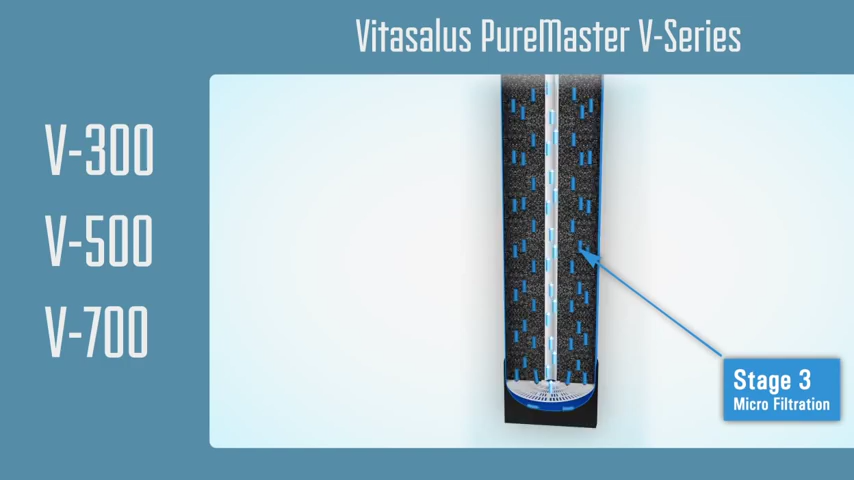 Vitasalus PureMaster V-Series
V-300
V-500
V-700
Stage 3
Micro Filtration